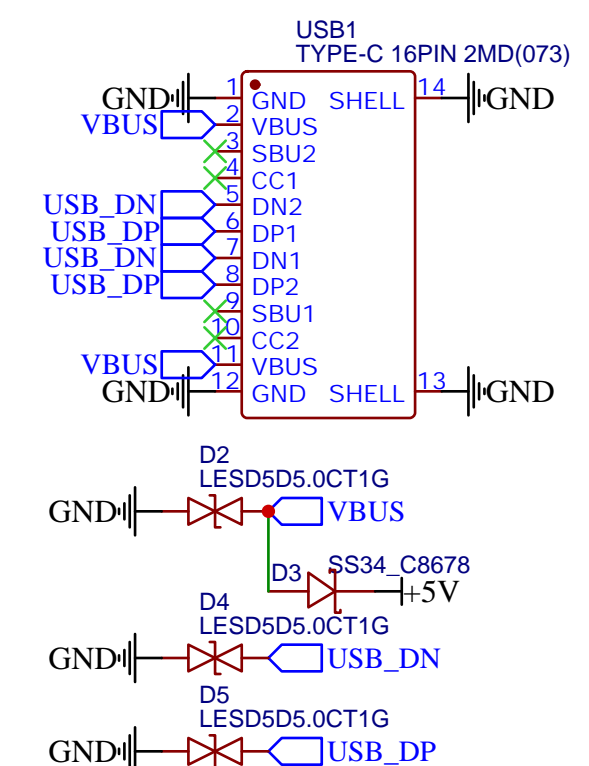 USB1
TYPE-C 16PIN 2MD(073)
GND 1 GND SHELL 14 GND
VBUS 2 VBUS
3 SBU2
4 CC1
USB_DN 5 DN2
USB_DP 6 DP1
USB_DN 7 DN1
USB_DP 8 DP2
9 SBU1
10 CC2
VBUS 11 VBUS
GND 12 GND SHELL 13 GND
D2
LESD5D5.0CT1G
GND VBUS
D3 SS34_C8678
+5V
D4
LESD5D5.0CT1G
GND USB_DN
D5
LESD5D5.0CT1G
GND USB_DP